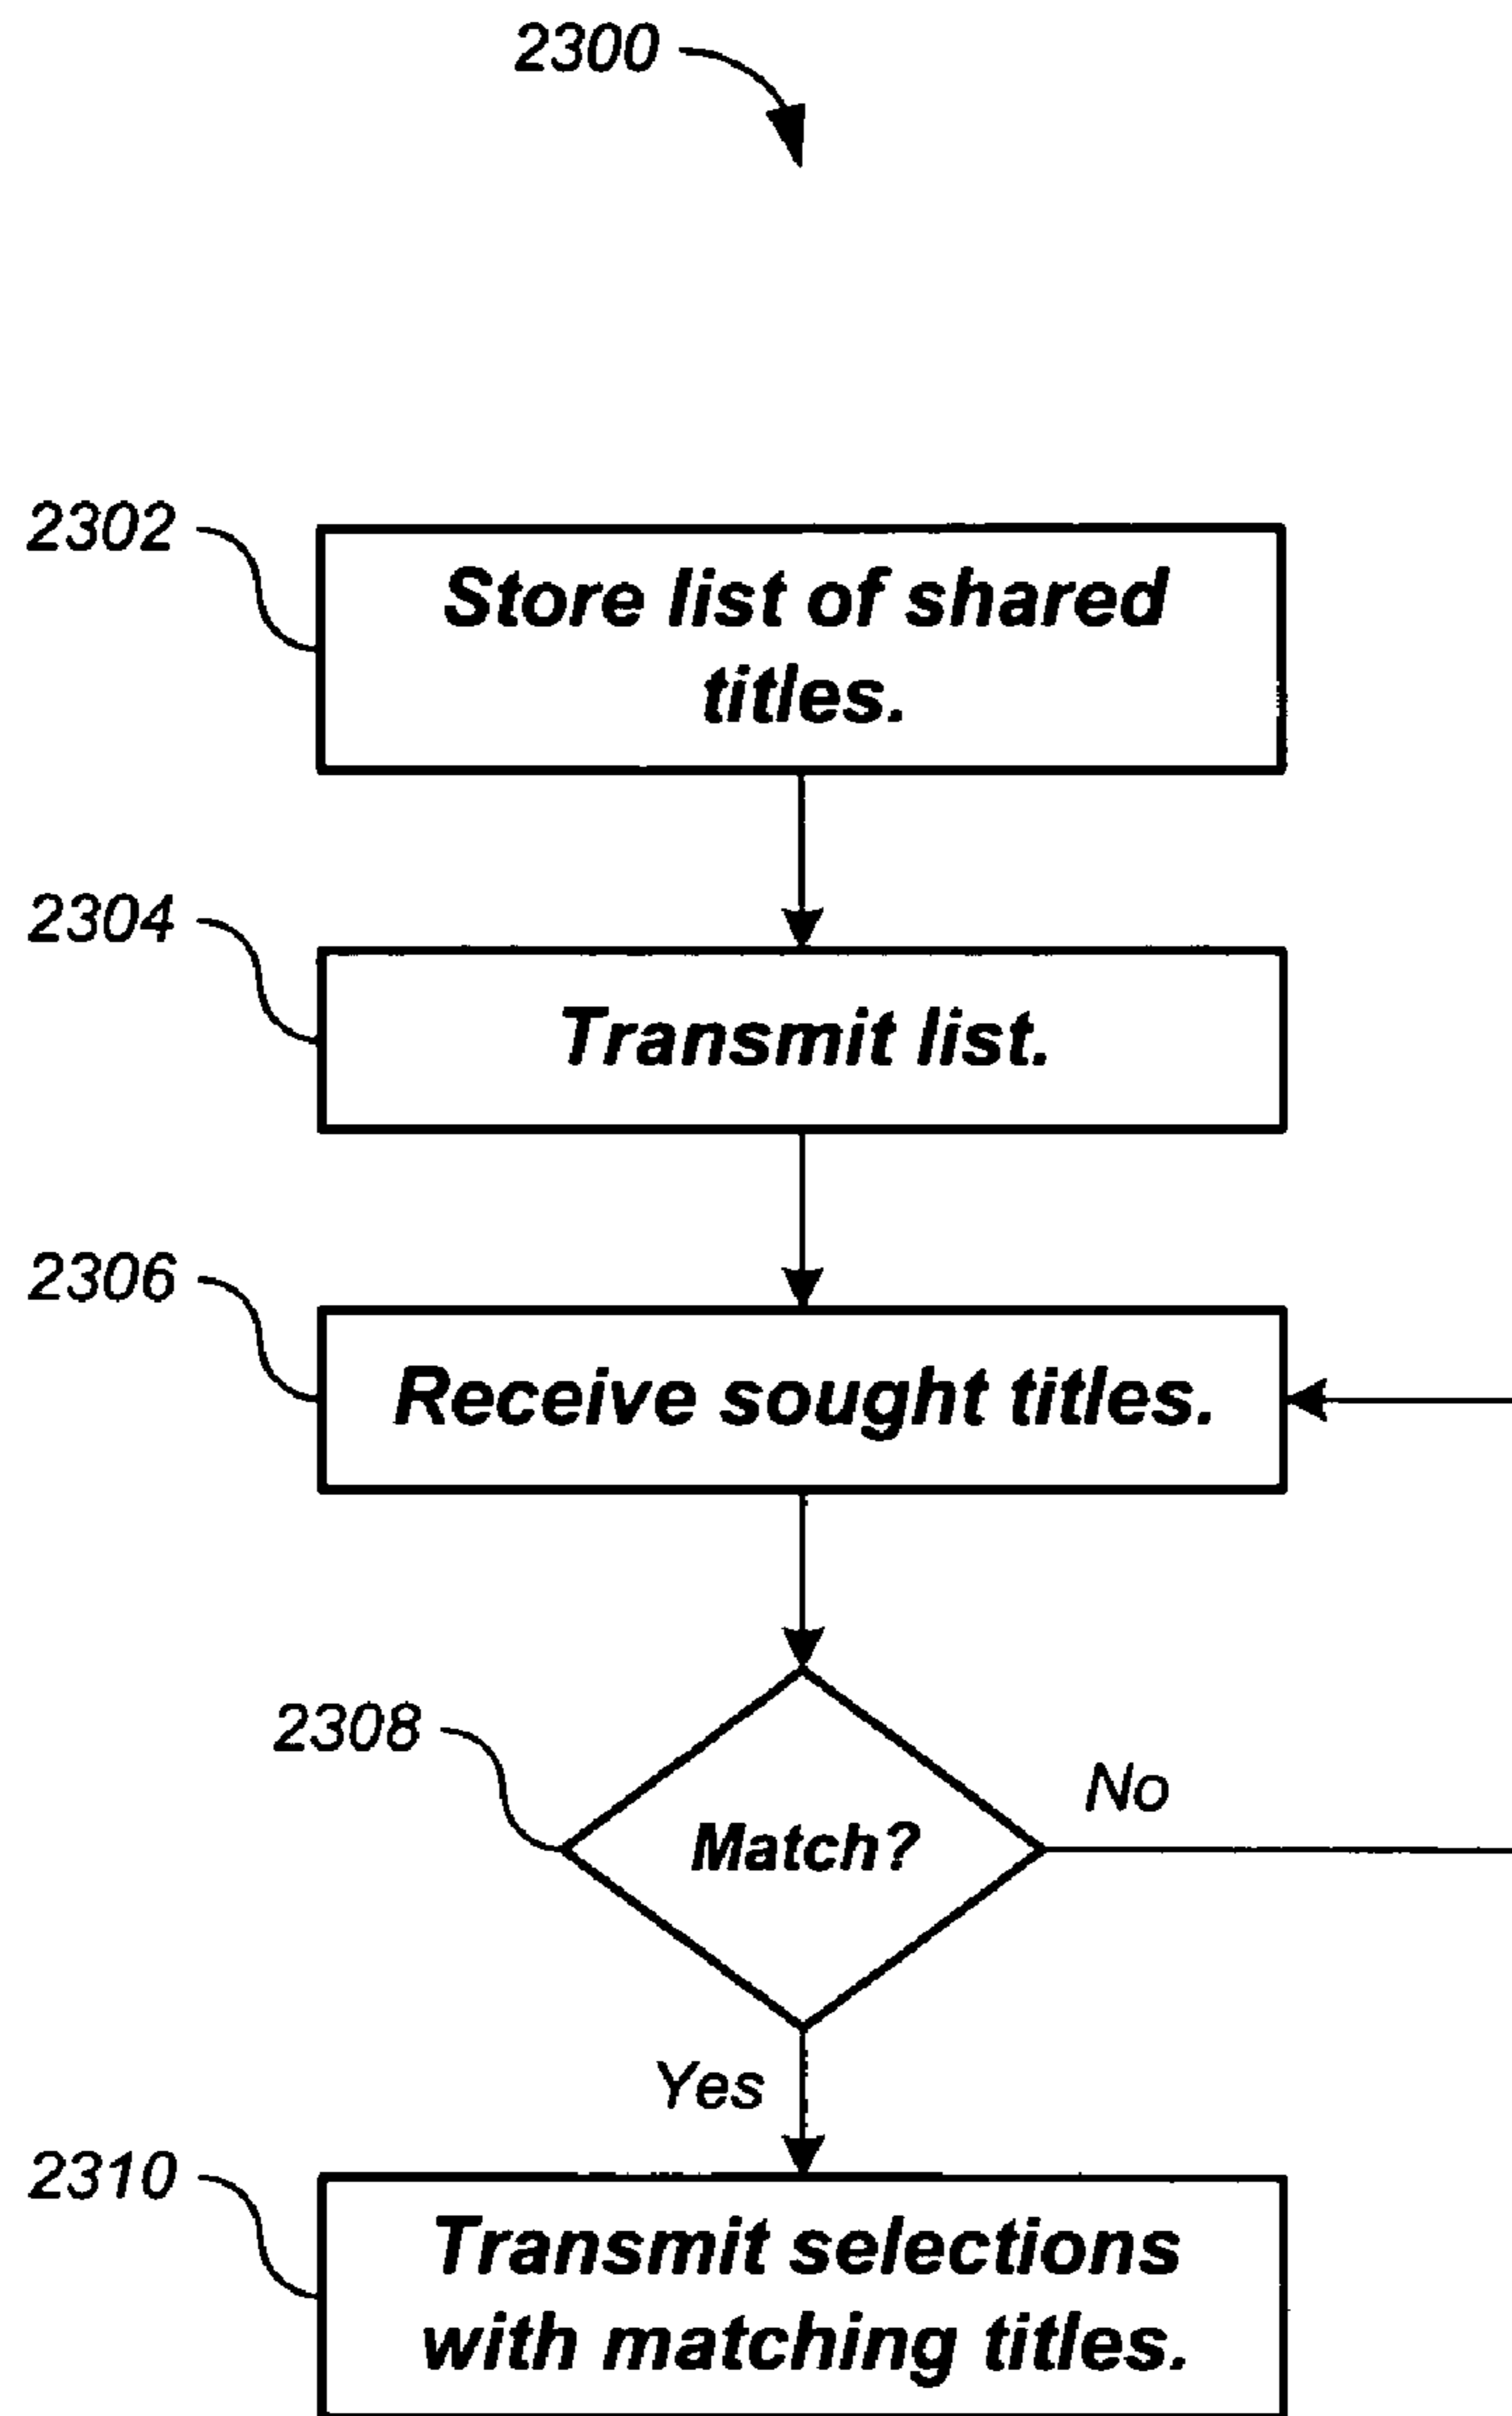 2300
2302
Store list of shared
titles.
2304
Transmit list.
2306
Receive sought titles.
2308
Match?
No
Yes
2310
Transmit selections
with matching titles.